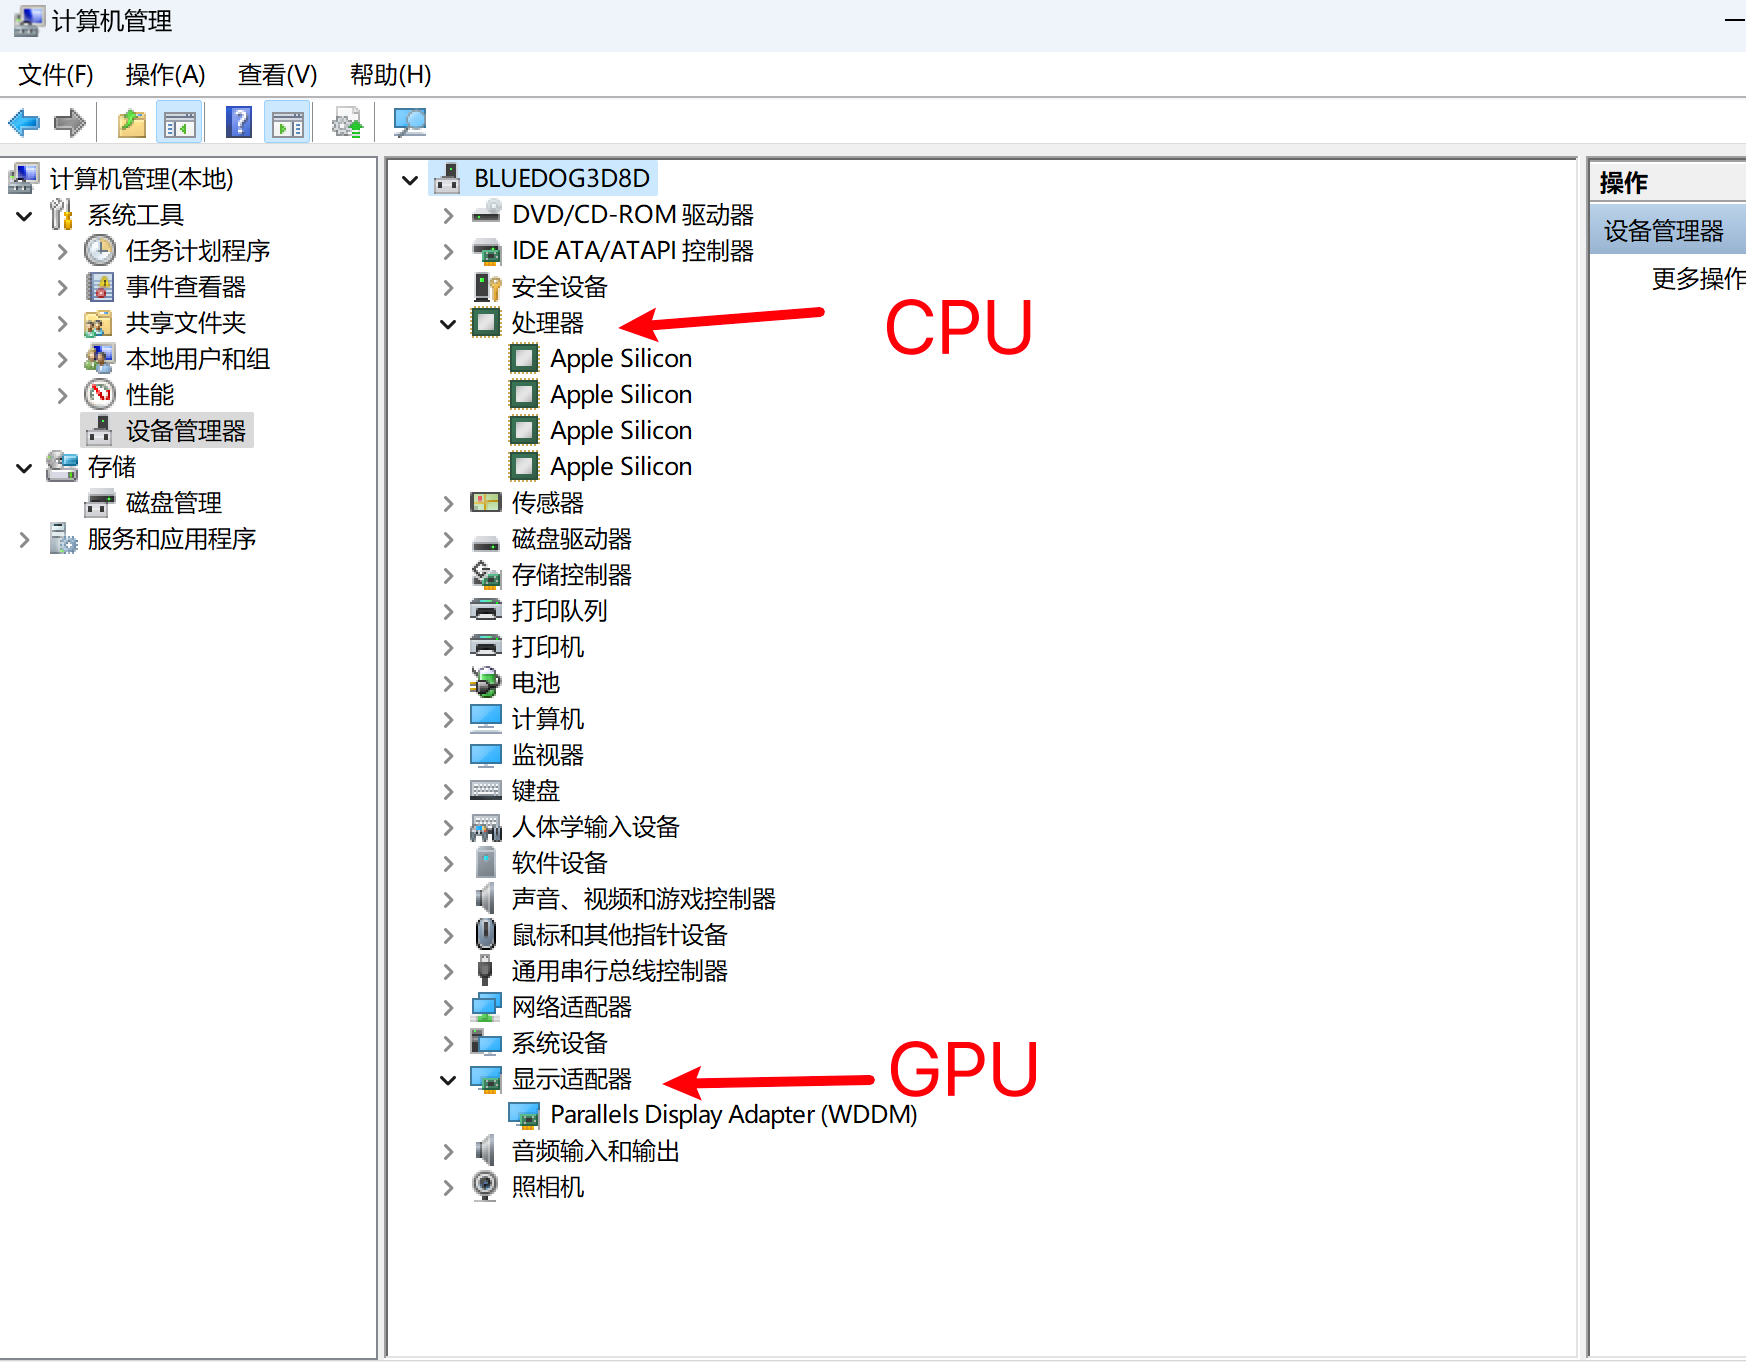 计算机管理
文件(F) 操作(A) 查看(V) 帮助(H)
计算机管理(本地)
系统工具
任务计划程序
事件查看器
共享文件夹
本地用户和组
性能
设备管理器
存储
磁盘管理
服务和应用程序
BLUEDOG3D8D
DVD/CD-ROM 驱动器
IDE ATA/ATAPI 控制器
安全设备
处理器
CPU
Apple Silicon
Apple Silicon
Apple Silicon
Apple Silicon
传感器
磁盘驱动器
存储控制器
打印队列
打印机
电池
计算机
监视器
键盘
人体学输入设备
软件设备
声音、视频和游戏控制器
鼠标和其他指针设备
通用串行总线控制器
网络适配器
系统设备
显示适配器
GPU
Parallels Display Adapter (WDDM)
音频输入和输出
照相机
操作
设备管理器
更多操作